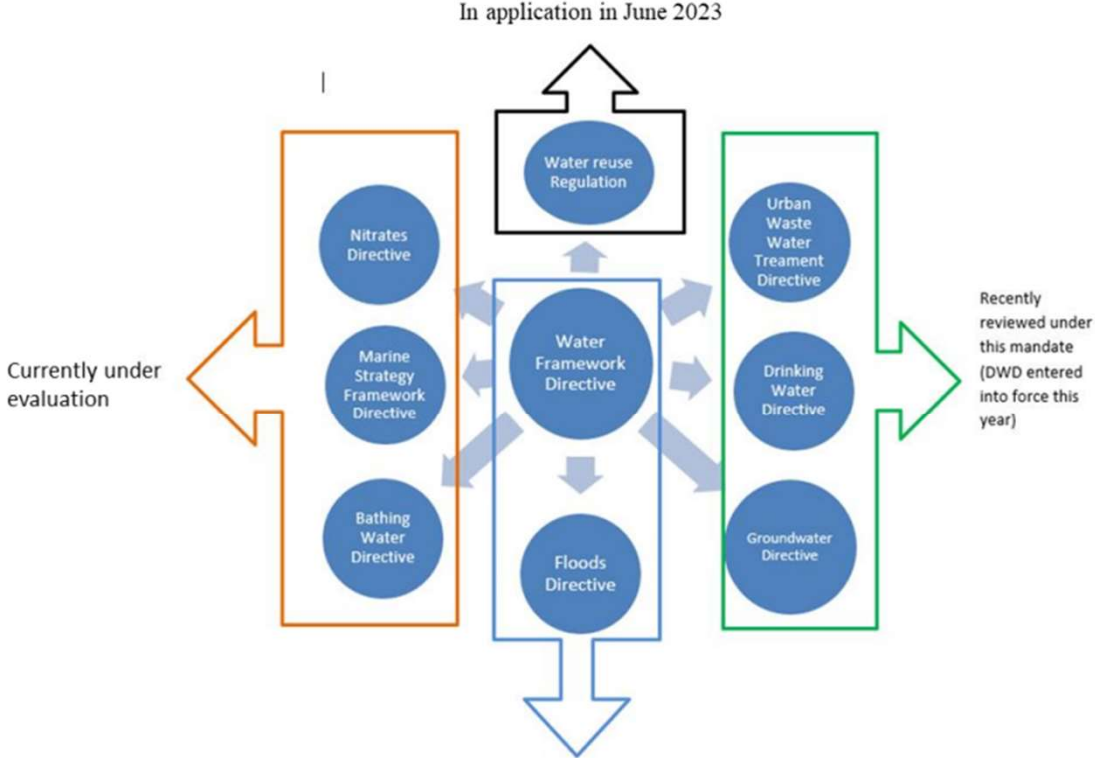 In application in June 2023
Water reuse
Regulation
Nitrates
Directive
Urban
Waste
Water
Treament
Directive
Water
Framework
Directive
Marine
Strategy
Framework
Directive
Drinking
Water
Directive
Currently under
evaluation
Recently
reviewed under
this mandate
(DWD entered
into force this
year)
Bathing
Water
Directive
Floods
Directive
Groundwater
Directive